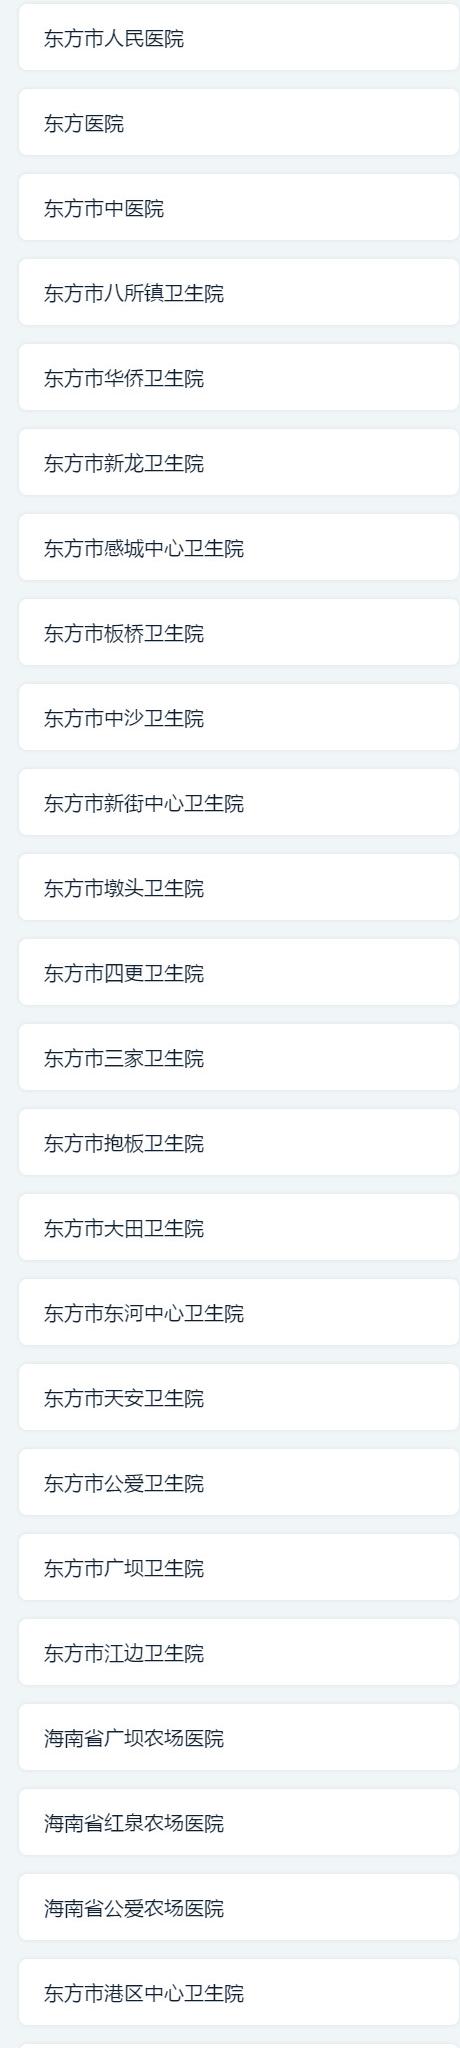 东方市人民医院
东方医院
东方市中医院
东方市八所镇卫生院
东方市华侨卫生院
东方市新龙卫生院
东方市感城中心卫生院
东方市板桥卫生院
东方市中沙卫生院
东方市新街中心卫生院
东方市墩头卫生院
东方市四更卫生院
东方市三家卫生院
东方市抱板卫生院
东方市大田卫生院
东方市东河中心卫生院
东方市天安卫生院
东方市公爱卫生院
东方市广坝卫生院
东方市江边卫生院
海南省广坝农场医院
海南省红泉农场医院
海南省公爱农场医院
东方市港区中心卫生院